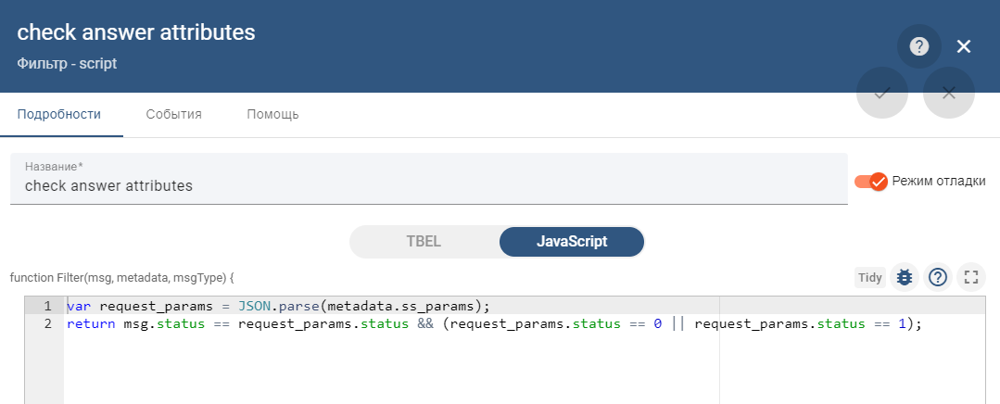 check answer attributes
Фильтр - script
Подробности
События
Помощь
Название*
check answer attributes
Режим отладки
TBEL
JavaScript
function Filter(msg, metadata, msgType) {
Tidy
1 var request_params = JSON.parse(metadata.ss_params);
2 return msg.status == request_params.status && (request_params.status == 0 || request_params.status == 1);